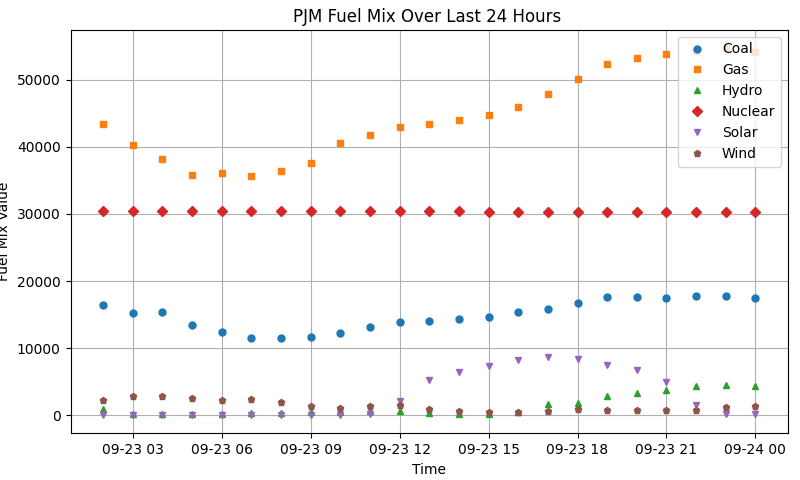 PJM Fuel Mix Over Last 24 Hours
Coal
Gas
Hydro
Nuclear
Solar
Wind
50000
40000
30000
20000
10000
0
Fuel Mix Value
09-23 03
09-23 06
09-23 09
09-23 12
09-23 15
09-23 18
09-23 21
09-24 00
Time